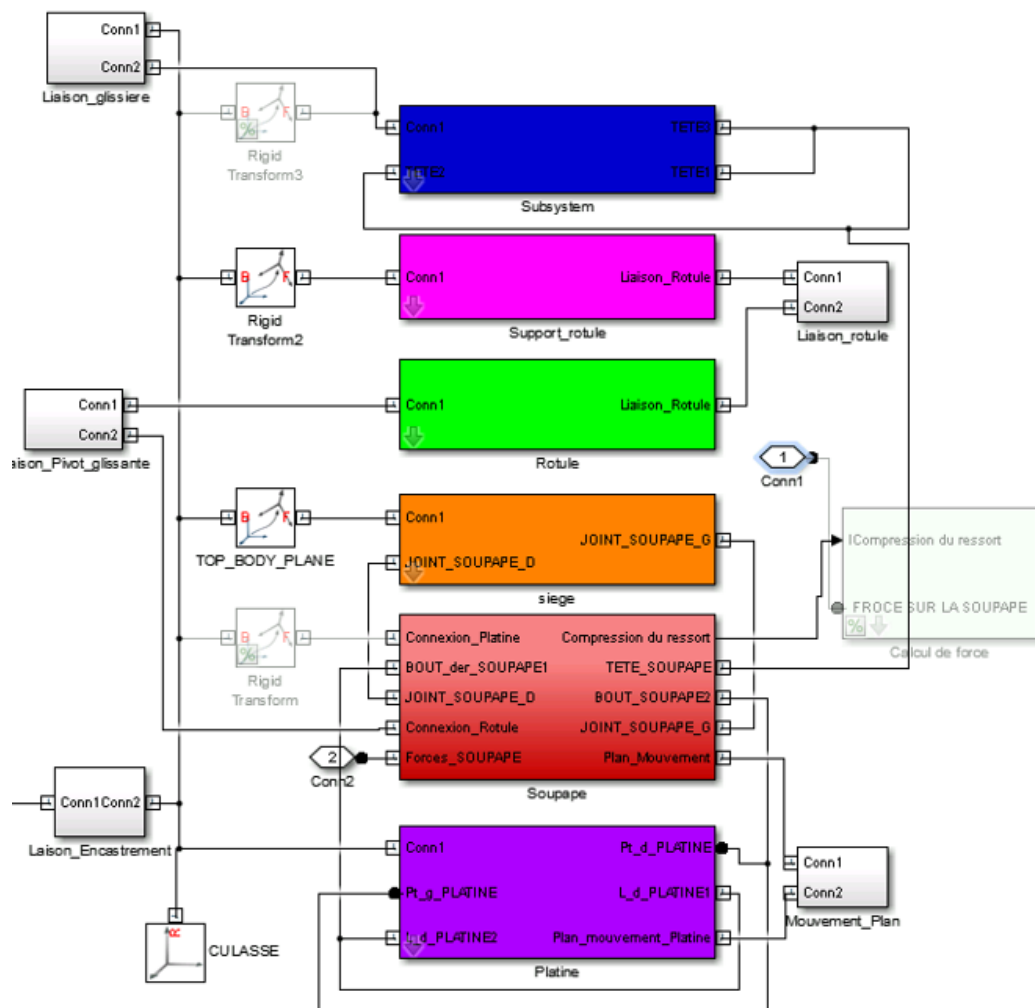 Conn1
Conn2
Liaison_glissiere
B
F
%
Rigid
Transform3
Conn1
TETE3
TETE2
TETE1
Subsystem
B
F
Rigid
Transform2
Conn1
Liaison_Rotule
Support_rotule
Conn1
Conn2
Liaison_rotule
Conn1
Conn2
aison_Pivot_glissante
Conn1
Liaison_Rotule
Rotule
1
Conn1
B
F
TOP_BODY_PLANE
Conn1
JOINT_SOUPAPE_G
JOINT_SOUPAPE_D
siege
ICompression du ressort
FROCE SUR LA SOUPAPE
%
Calcul de force
B
F
%
Rigid
Transform
Connexion_Platine
Compression du ressort
BOUT_der_SOUPAPE1
TETE_SOUPAPE
JOINT_SOUPAPE_D
BOUT_SOUPAPE2
Connexion_Rotule
JOINT_SOUPAPE_G
Forces_SOUPAPE
Plan_Mouvement
Soupape
2
Conn2
Conn1Conn2
Laison_Encastrement
Conn1
Pt_d_PLATINE
Pt_g_PLATINE
L_d_PLATINE1
L_d_PLATINE2
Plan_mouvement_Platine
Platine
Conn1
Conn2
Mouvement_Plan
R
CULASSE